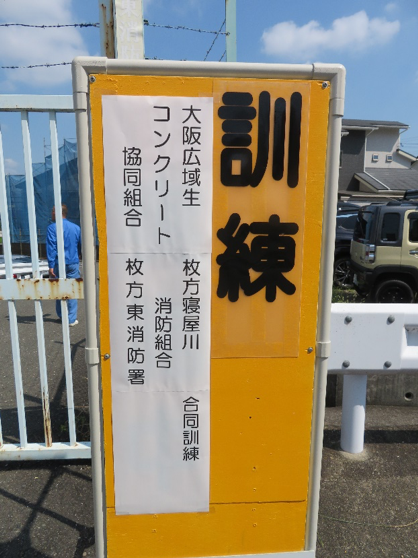 訓練
大阪広域生
コンクリート
協同組合
枚方寝屋川
消防組合
枚方東消防署
合同訓練